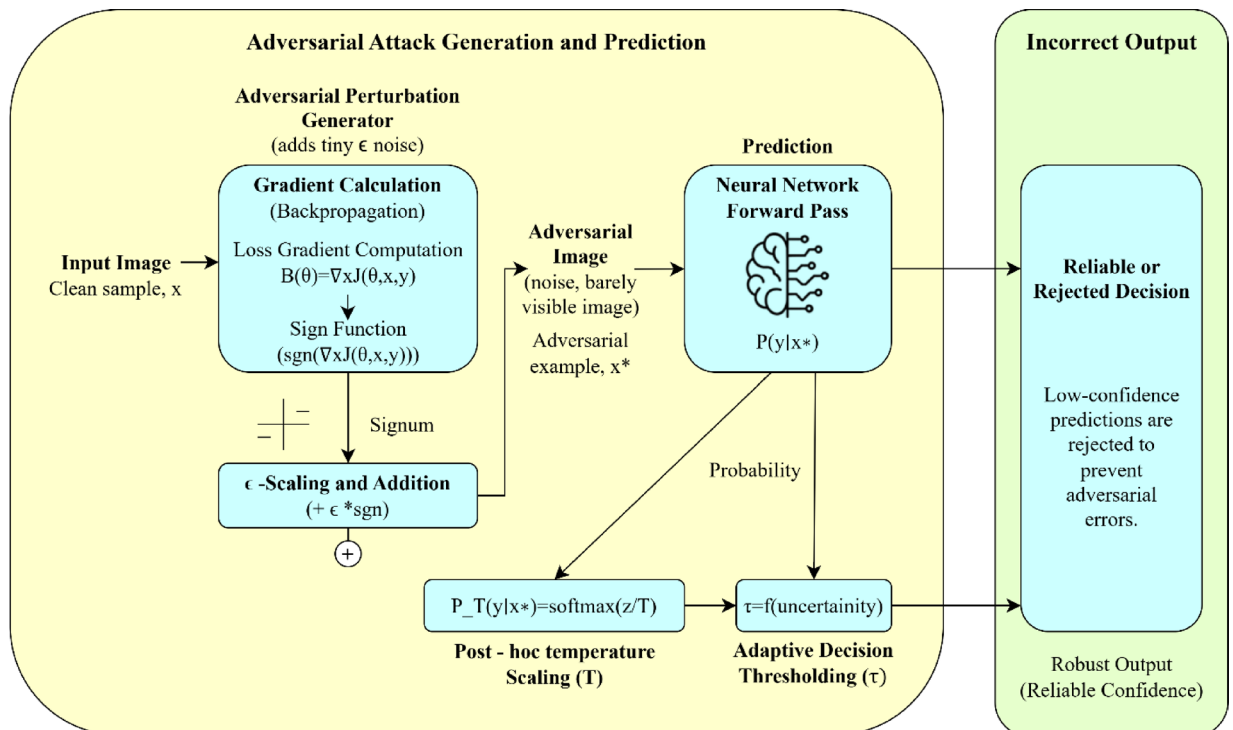 Adversarial Attack Generation and Prediction
Incorrect Output
Adversarial Perturbation
Generator
(adds tiny ϵ noise)
Gradient Calculation
(Backpropagation)
Loss Gradient Computation
B(θ)=∇xJ(θ,x,y)
Sign Function
(sgn(∇xJ(θ,x,y)))
Input Image
Clean sample, x
Signum
ϵ -Scaling and Addition
(+ ϵ *sgn)
+
Adversarial
Image
(noise, barely
visible image)
Adversarial
example, x*
Prediction
Neural Network
Forward Pass
P(y|x*)
Probability
P_T(y|x*)=softmax(z/T)
Post - hoc temperature
Scaling (T)
τ=f(uncertainity)
Adaptive Decision
Thresholding (τ)
Reliable or
Rejected Decision
Low-confidence
predictions are
rejected to
prevent
adversarial
errors.
Robust Output
(Reliable Confidence)